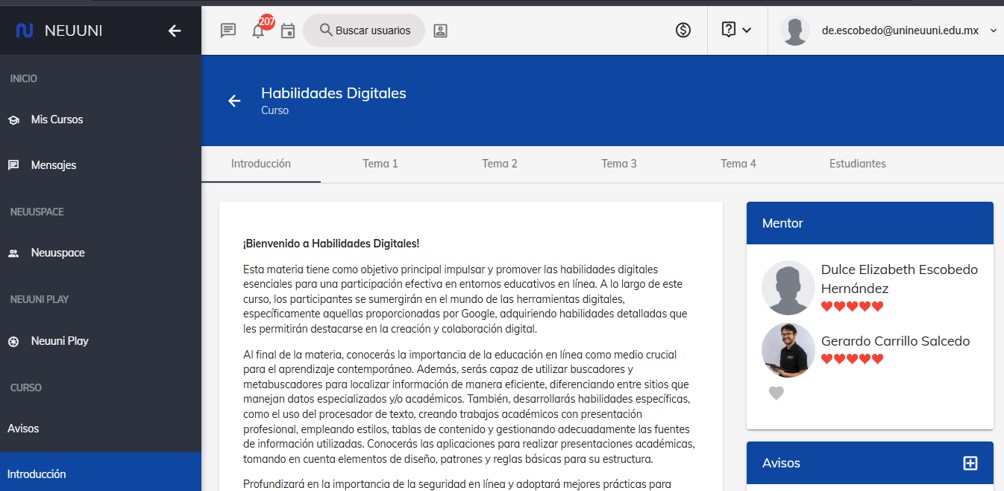 NEUUNI
207
Buscar usuarios
de.escobedo@unineuuni.edu.mx
INICIO
Mis Cursos
Mensajes
NEUUSPACE
Neuuspace
NEUUNI PLAY
Neuuni Play
CURSO
Avisos
Introducción
Habilidades Digitales
Curso
Introducción
Tema 1
Tema 2
Tema 3
Tema 4
Estudiantes
¡Bienvenido a Habilidades Digitales!
Esta materia tiene como objetivo principal impulsar y promover las habilidades digitales
esenciales para una participación efectiva en entornos educativos en línea. A lo largo de este
curso, los participantes se sumergirán en el mundo de las herramientas digitales,
específicamente aquellas proporcionadas por Google, adquiriendo habilidades detalladas que
les permitirán destacarse en la creación y colaboración digital.
Al final de la materia, conocerás la importancia de la educación en línea como medio crucial
para el aprendizaje contemporáneo. Además, serás capaz de utilizar buscadores y
metabuscadores para localizar información de manera eficiente, diferenciando entre sitios que
manejan datos especializados y/o académicos. También, desarrollarás habilidades específicas,
como el uso del procesador de texto, creando trabajos académicos con presentación
profesional, empleando estilos, tablas de contenido y gestionando adecuadamente las fuentes
de información utilizadas. Conocerás las aplicaciones para realizar presentaciones académicas,
tomando en cuenta elementos de diseño, patrones y reglas básicas para su estructura.
Profundizará en la importancia de la seguridad en línea y adoptará mejores prácticas para
Mentor
Dulce Elizabeth Escobedo
Hernández
Gerardo Carrillo Salcedo
Avisos